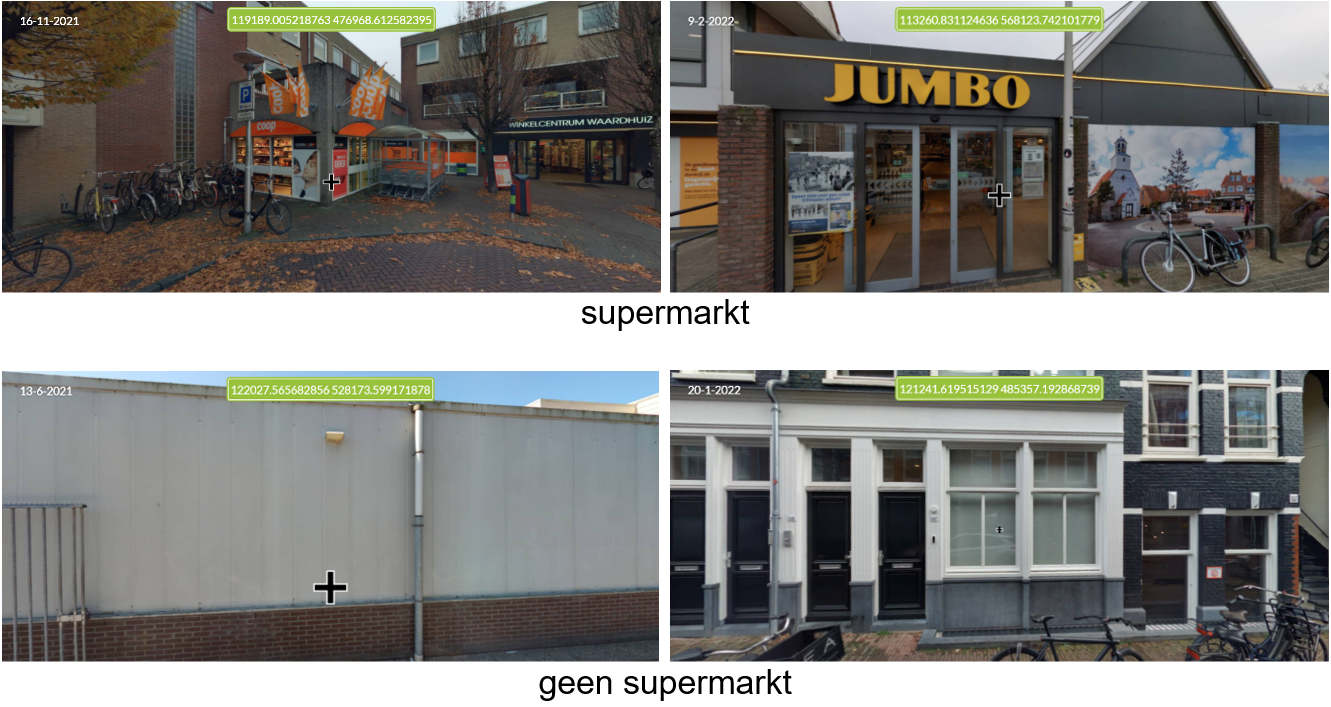 16-11-2021
119189.005218763 476968.612582395
coop
coop
coop
WINKELCENTRUM WAARDHUIZ
P
9-2-2022
113260.831124636 568123.742101779
JUMBO
supermarkt
13-6-2021
122027.565682856 528173.599171878
20-1-2022
121241.619515129 485357.192868739
geen supermarkt